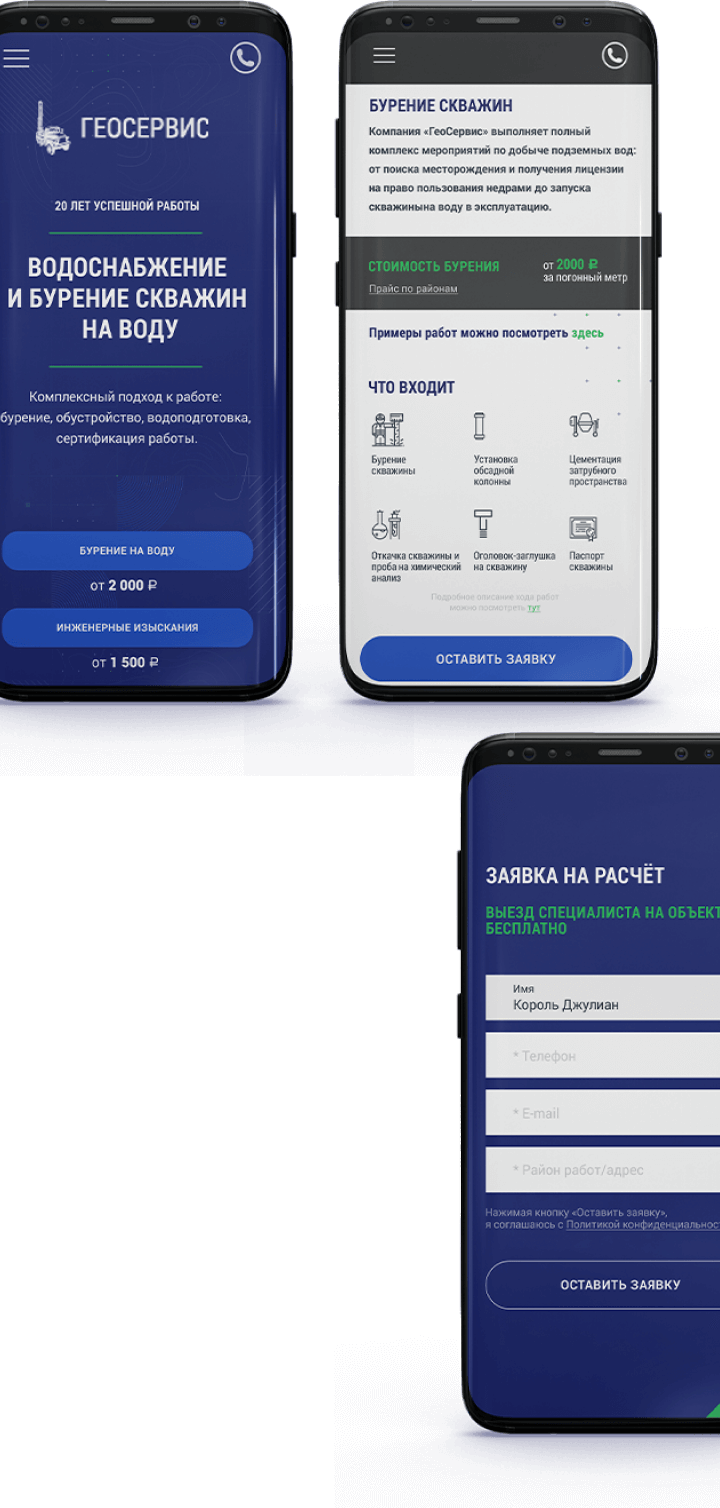 ГЕОСЕРВИС
20 ЛЕТ УСПЕШНОЙ РАБОТЫ
ВОДОСНАБЖЕНИЕ
И БУРЕНИЕ СКВАЖИН
НА ВОДУ
Комплексный подход к работе:
бурение, обустройство, водоподготовка,
сертификация работы.
БУРЕНИЕ НА ВОДУ
от 2 000 ₽
ИНЖЕНЕРНЫЕ ИЗЫСКАНИЯ
от 1 500 ₽
БУРЕНИЕ СКВАЖИН
Компания «ГеоСервис» выполняет полный
комплекс мероприятий по добыче подземных вод:
от поиска месторождения и получения лицензии
на право пользования недрами до запуска
скважинына воду в эксплуатацию.
СТОИМОСТЬ БУРЕНИЯ
Прайс по районам
от 2000 ₽
за погонный метр
Примеры работ можно посмотреть здесь
ЧТО ВХОДИТ
Бурение
скважины
Установка
обсадной
колонны
Цементация
затрубного
пространства
Откачка скважины и
проба на химический
анализ
Оголовок-заглушка
на скважину
Паспорт
скважины
Подробное описание хода работ
можно посмотреть тут
ОСТАВИТЬ ЗАЯВКУ
ЗАЯВКА НА РАСЧЁТ
ВЫЕЗД СПЕЦИАЛИСТА НА ОБЪЕКТ
БЕСПЛАТНО
Имя
Король Джулиан
* Телефон
* E-mail
* Район работ/адрес
Нажимая кнопку «Оставить заявку»,
я соглашаюсь с Политикой конфиденциальнос
ОСТАВИТЬ ЗАЯВКУ